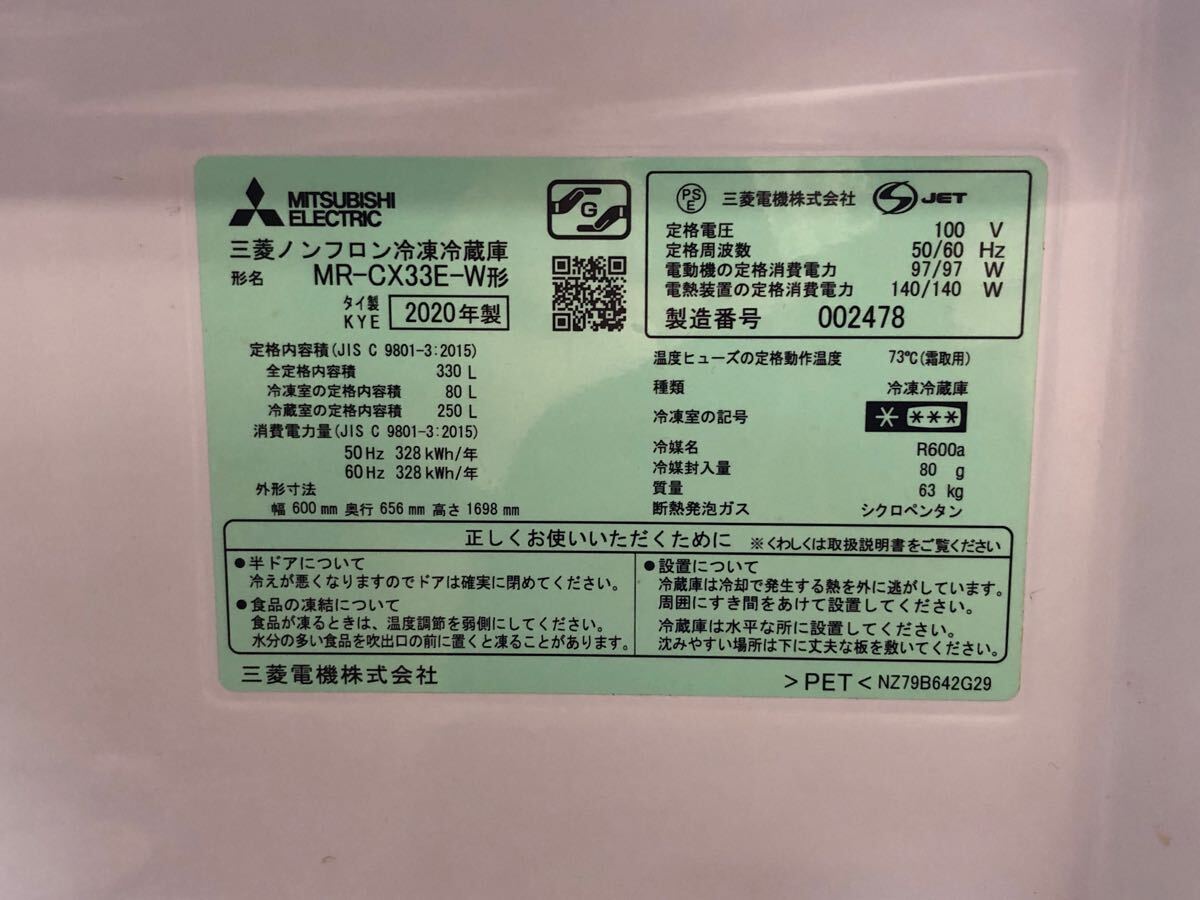 MITSUBISHI
ELECTRIC
三菱ノンフロン冷凍冷蔵庫
形名 MR-CX33E-W形
タイ製
KYE 2020年製
G
定格内容積(JIS C 9801-3:2015)
全定格内容積 330 L
冷凍室の定格内容積 80 L
冷蔵室の定格内容積 250 L
消費電力量(JIS C 9801-3:2015)
50 Hz 328 kWh/年
60 Hz 328 kWh/年
外形寸法
幅 600 mm 奥行 656 mm 高さ 1698 mm
PS
E 三菱電機株式会社 JET
定格電圧 100 V
定格周波数 50/60 Hz
電動機の定格消費電力 97/97 W
電熱装置の定格消費電力 140/140 W
製造番号 002478
温度ヒューズの定格動作温度 73℃(霜取用)
種類 冷凍冷蔵庫
冷凍室の記号 * ***
冷媒名 R600a
冷媒封入量 80 g
質量 63 kg
断熱発泡ガス シクロペンタン
正しくお使いいただくために ※くわしくは取扱説明書をご覧ください
●半ドアについて
冷えが悪くなりますのでドアは確実に閉めてください。
●食品の凍結について
食品が凍るときは、温度調節を弱側にしてください。
水分の多い食品を吹出口の前に置くと凍ることがあります。
●設置について
冷蔵庫は冷却で発生する熱を外に逃がしています。
周囲にすき間をあけて設置してください。
冷蔵庫は水平な所に設置してください。
沈みやすい場所は下に丈夫な板を敷いてください。
三菱電機株式会社
>PET< NZ79B642G29